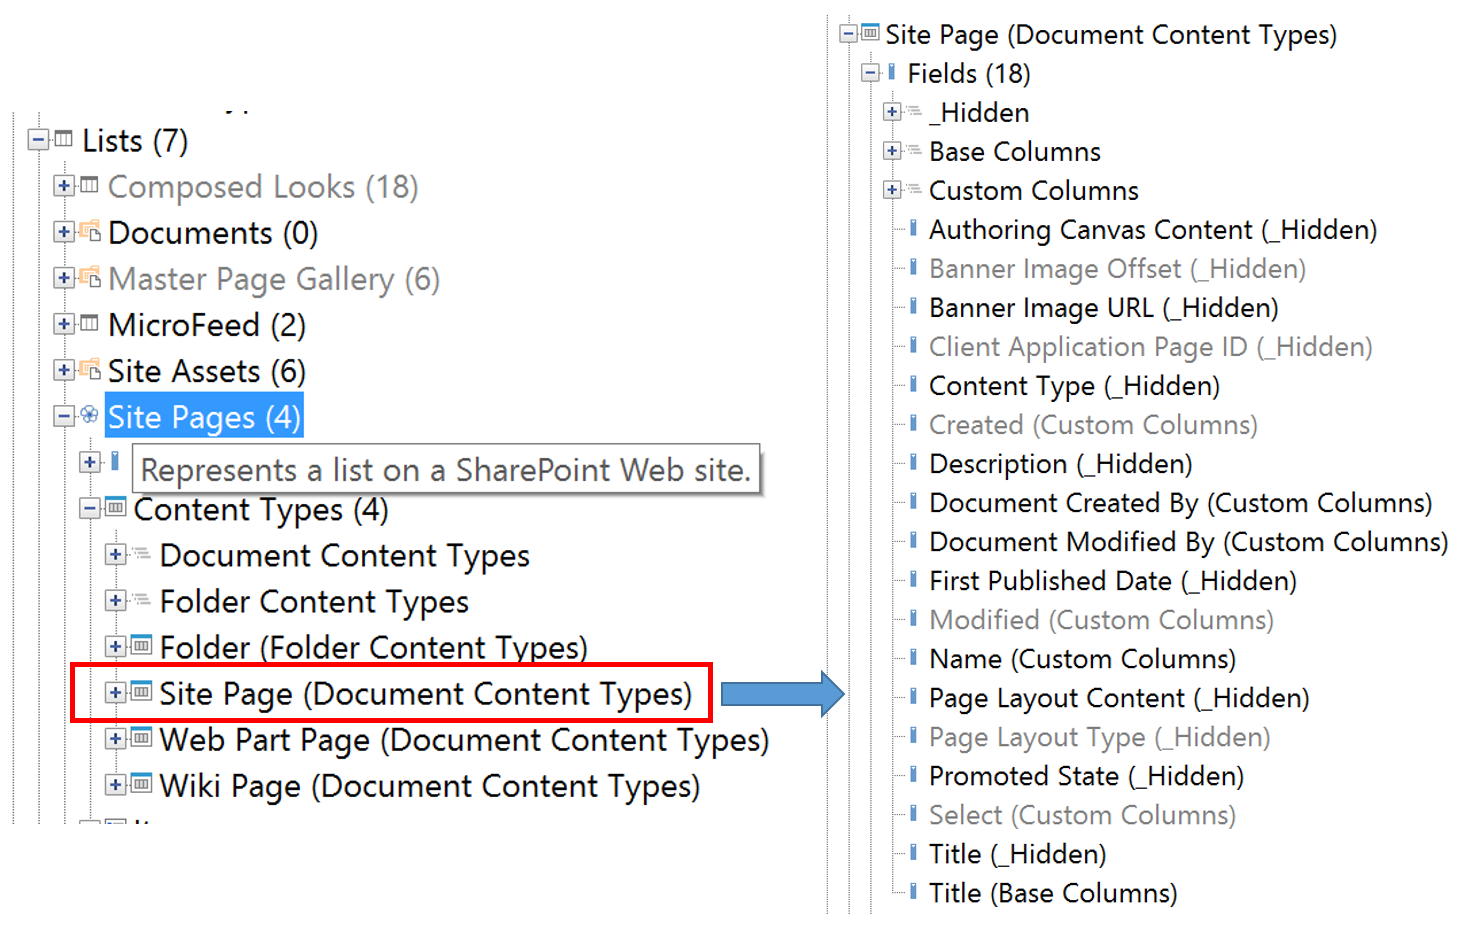 Lists (7)
Composed Looks (18)
Documents (0)
Master Page Gallery (6)
MicroFeed (2)
Site Assets (6)
Site Pages (4)
Represents a list on a SharePoint Web site.
Content Types (4)
Document Content Types
Folder Content Types
Folder (Folder Content Types)
Site Page (Document Content Types)
Web Part Page (Document Content Types)
Wiki Page (Document Content Types)
Site Page (Document Content Types)
Fields (18)
_Hidden
Base Columns
Custom Columns
Authoring Canvas Content (_Hidden)
Banner Image Offset (_Hidden)
Banner Image URL (_Hidden)
Client Application Page ID (_Hidden)
Content Type (_Hidden)
Created (Custom Columns)
Description (_Hidden)
Document Created By (Custom Columns)
Document Modified By (Custom Columns)
First Published Date (_Hidden)
Modified (Custom Columns)
Name (Custom Columns)
Page Layout Content (_Hidden)
Page Layout Type (_Hidden)
Promoted State (_Hidden)
Select (Custom Columns)
Title (_Hidden)
Title (Base Columns)